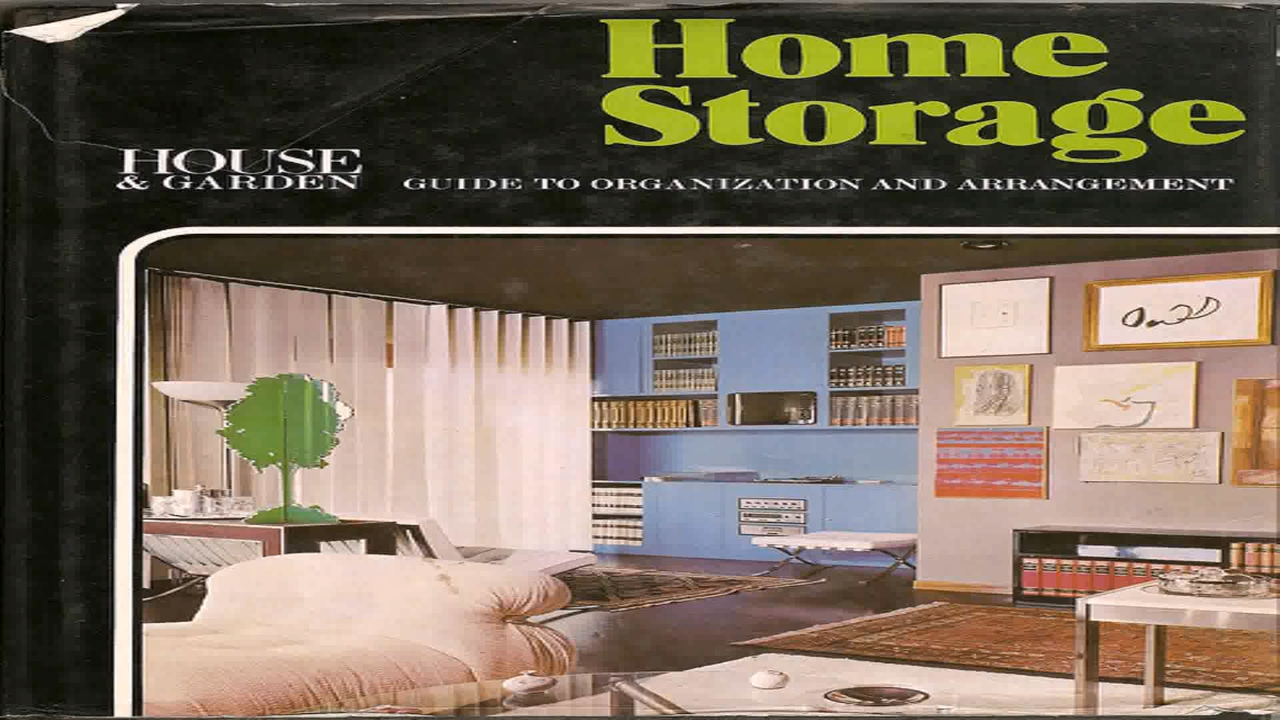 Home
Storage
HOUSE
& GARDEN
GUIDE TO ORGANIZATION AND ARRANGEMENT